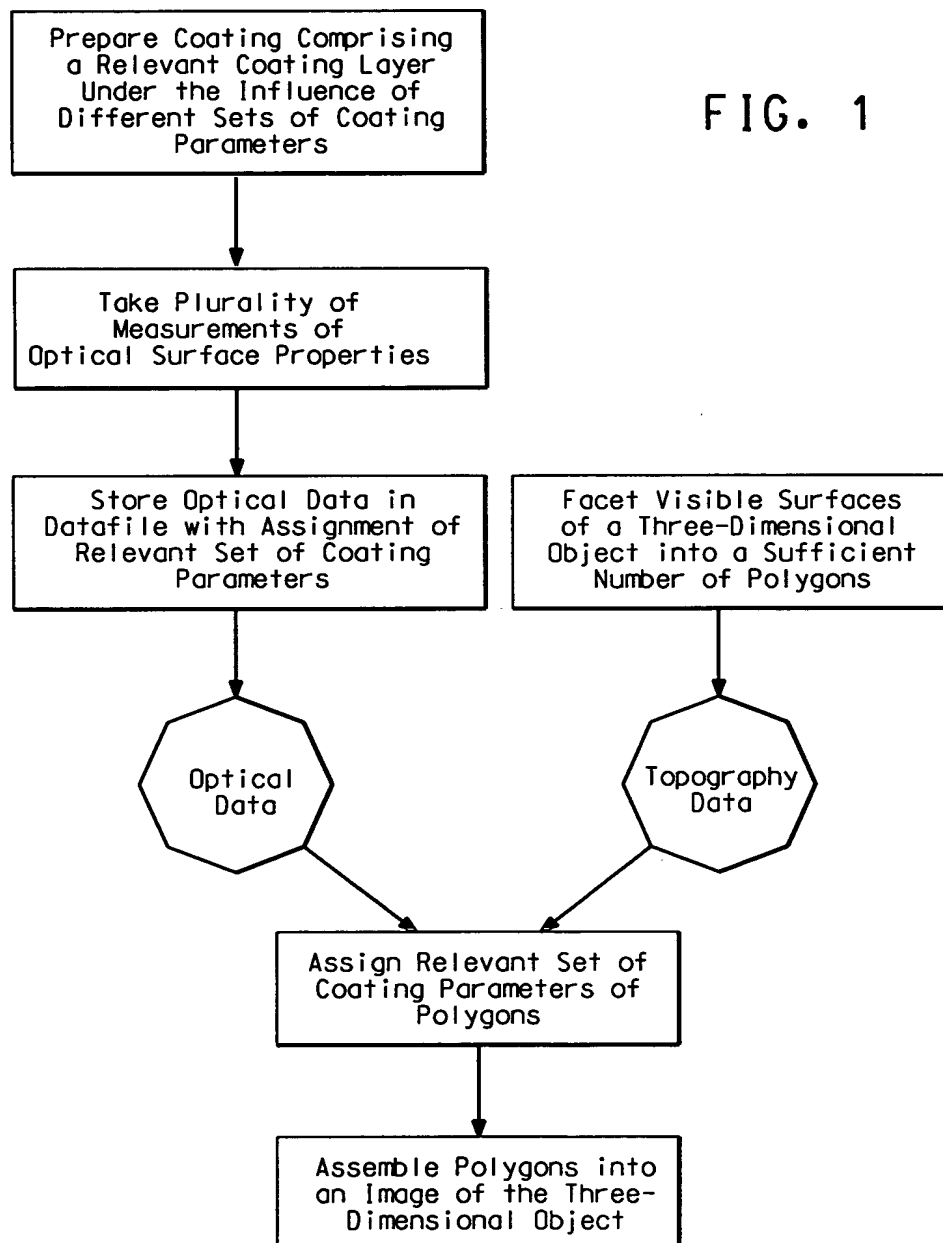 Prepare Coating Comprising
a Relevant Coating Layer
Under the Influence of
Different Sets of Coating
Parameters
FIG. 1
Take Plurality of
Measurements of
Optical Surface Properties
Store Optical Data in
Datafile with Assignment of
Relevant Set of Coating
Parameters
Facet Visible Surfaces
of a Three-Dimensional
Object into a Sufficient
Number of Polygons
Optical
Data
Topography
Data
Assign Relevant Set of
Coating Parameters of
Polygons
Assemble Polygons into
an Image of the Three-
Dimensional Object